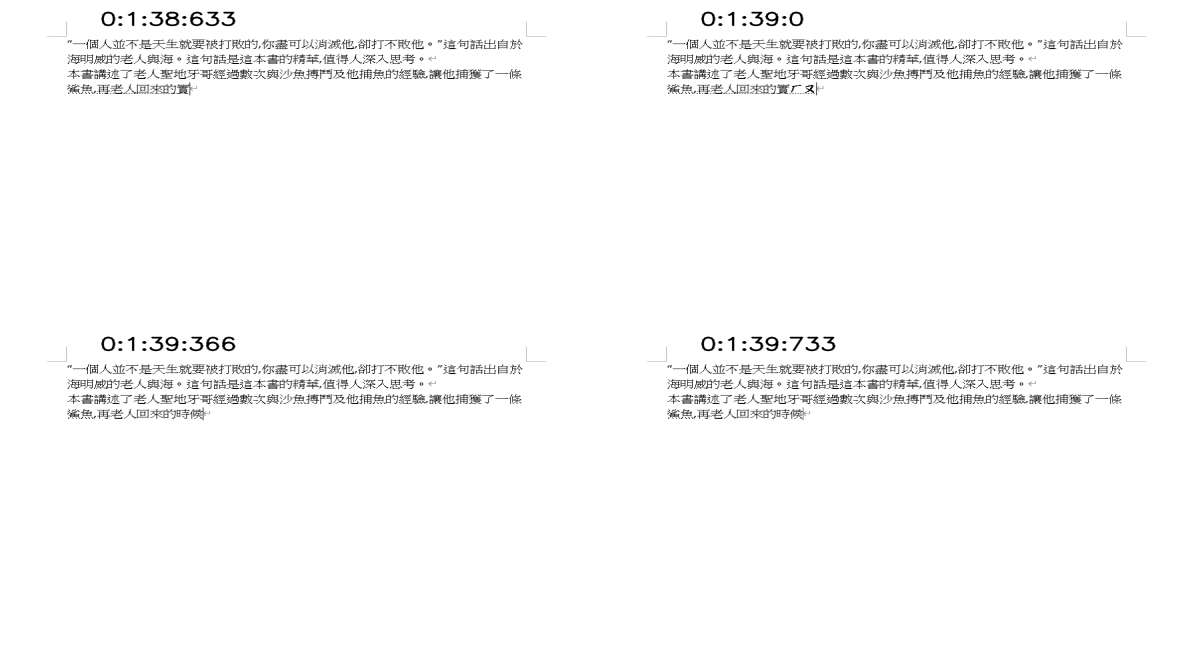 0:1:38:633
“一個人並不是天生就要被打敗的,你盡可以消滅他,卻打不敗他。”這句話出自於
海明威的老人與海。這句話是這本書的精華,值得人深入思考。
本書講述了老人聖地牙哥經過數次與沙魚搏鬥及他捕魚的經驗,讓他捕獲了一條
鯊魚,再老人回來的實
0:1:39:0
“一個人並不是天生就要被打敗的,你盡可以消滅他,卻打不敗他。”這句話出自於
海明威的老人與海。這句話是這本書的精華,值得人深入思考。
本書講述了老人聖地牙哥經過數次與沙魚搏鬥及他捕魚的經驗,讓他捕獲了一條
鯊魚,再老人回來的實ㄏㄡ
0:1:39:366
“一個人並不是天生就要被打敗的,你盡可以消滅他,卻打不敗他。”這句話出自於
海明威的老人與海。這句話是這本書的精華,值得人深入思考。
本書講述了老人聖地牙哥經過數次與沙魚搏鬥及他捕魚的經驗,讓他捕獲了一條
鯊魚,再老人回來的時候
0:1:39:733
“一個人並不是天生就要被打敗的,你盡可以消滅他,卻打不敗他。”這句話出自於
海明威的老人與海。這句話是這本書的精華,值得人深入思考。
本書講述了老人聖地牙哥經過數次與沙魚搏鬥及他捕魚的經驗,讓他捕獲了一條
鯊魚,再老人回來的時候